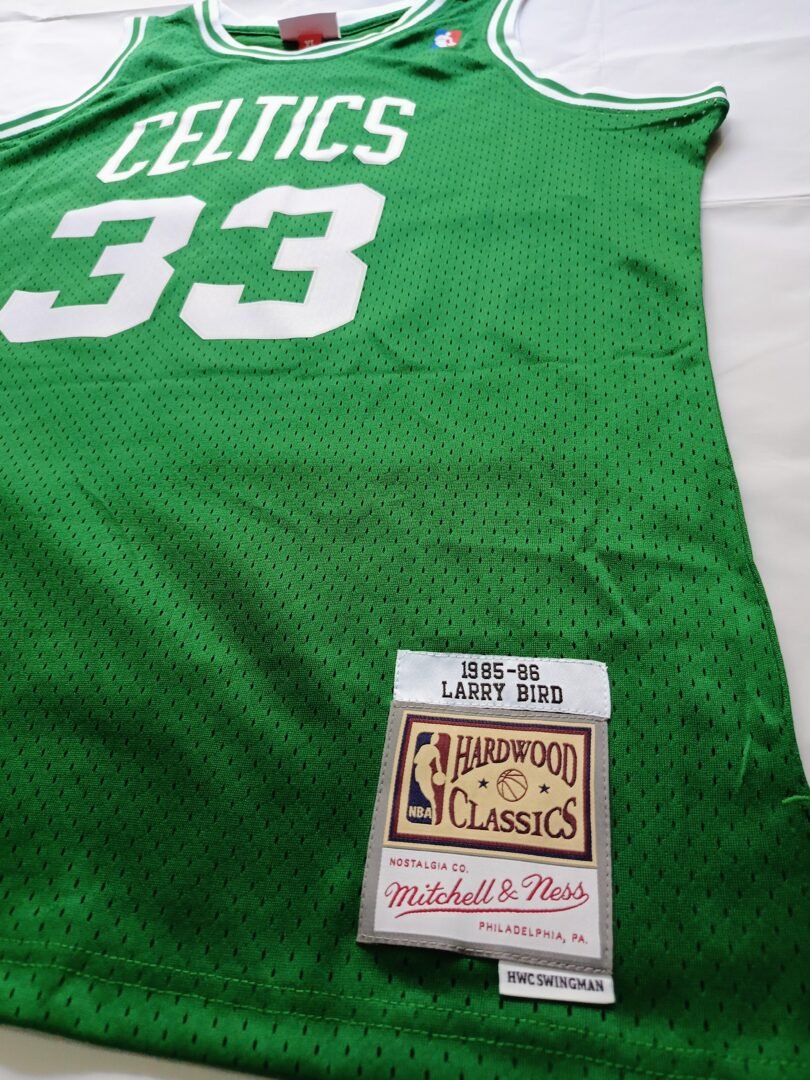 CELTICS
33
1985-86
LARRY BIRD
NBA
HARDWOOD
CLASSICS
NOSTALGIA CO.
Mitchell & Ness
PHILADELPHIA, PA.
HWC SWINGMAN